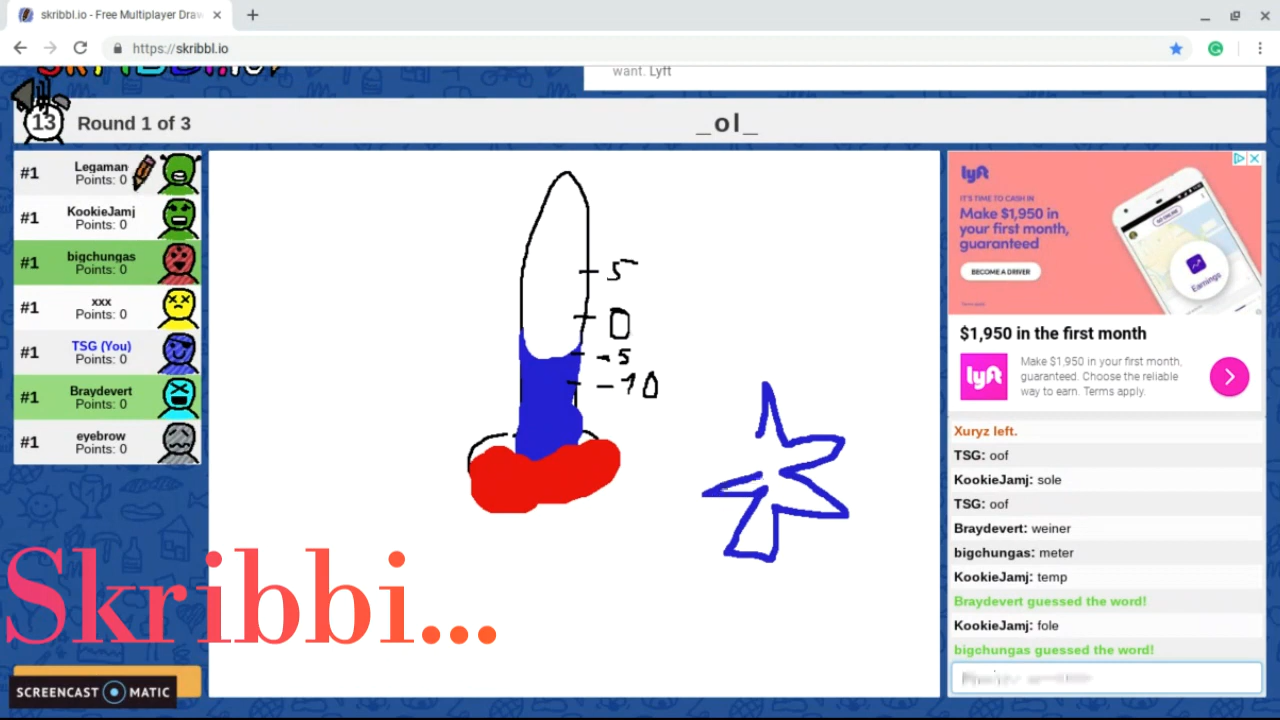 skribbl.io - Free Multiplayer Draw
https://skribbl.io
want. Lyft
13
Round 1 of 3
_ol_
#1
Legaman
Points: 0
#1
KookieJamj
Points: 0
#1
bigchungas
Points: 0
#1
xxx
Points: 0
#1
TSG (You)
Points: 0
#1
Braydevert
Points: 0
#1
eyebrow
Points: 0
5
0
-5
-10
lyft
IT'S TIME TO CASH IN
Make $1,950 in
your first month,
guaranteed
BECOME A DRIVER
Earnings
$1,950 in the first month
lyft
Make $1,950 in your first month,
guaranteed. Choose the reliable
way to earn. Terms apply.
Xuryz left.
TSG: oof
KookieJamj: sole
TSG: oof
Braydevert: weiner
bigchungas: meter
KookieJamj: temp
Braydevert guessed the word!
KookieJamj: fole
bigchungas guessed the word!
Skribbi...
SCREENCAST MATIC